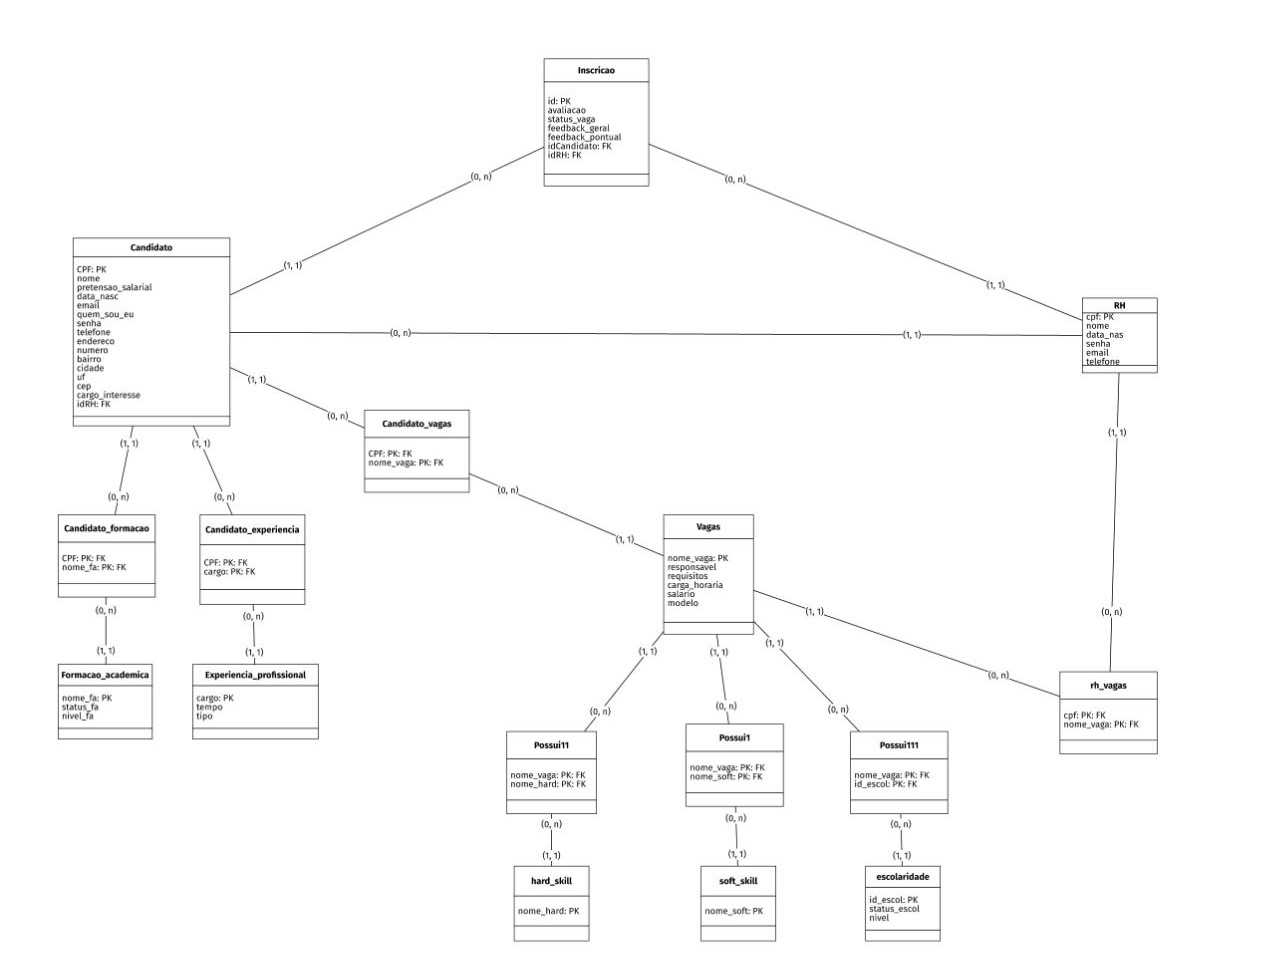 Inscricao
id: PK
avaliacao
status_vaga
feedback_geral
feedback_pontual
idCandidato: FK
idRH: FK
(0, n)
(0, n)
(1, 1)
(1, 1)
Candidato
CPF: PK
nome
pretensao_salarial
data_nasc
email
quem_sou_eu
senha
telefone
endereco
numero
bairro
cidade
uf
cep
cargo_interesse
idRH: FK
(0, n)
(1, 1)
RH
cpf: PK
nome
data_nas
senha
email
telefone
(1, 1)
(0, n)
Candidato_vagas
CPF: PK: FK
nome_vaga: PK: FK
(1, 1)
(1, 1)
(1, 1)
(0, n)
(0, n)
(0, n)
(1, 1)
Candidato_formacao
CPF: PK: FK
nome_fa: PK: FK
Candidato_experiencia
CPF: PK: FK
cargo: PK: FK
Vagas
nome_vaga: PK
responsavel
requisitos
carga_horaria
salario
modelo
(0, n)
(0, n)
(1, 1)
(0, n)
(1, 1)
(1, 1)
Formacao_academica
nome_fa: PK
status_fa
nivel_fa
Experiencia_profissional
cargo: PK
tempo
tipo
(1, 1)
(1, 1)
(1, 1)
(0, n)
rh_vagas
cpf: PK: FK
nome_vaga: PK: FK
(0, n)
(0, n)
(0, n)
Possui11
nome_vaga: PK: FK
nome_hard: PK: FK
Possui1
nome_vaga: PK: FK
nome_soft: PK: FK
Possui111
nome_vaga: PK: FK
id_escol: PK: FK
(0, n)
(0, n)
(0, n)
(1, 1)
(1, 1)
(1, 1)
hard_skill
nome_hard: PK
soft_skill
nome_soft: PK
escolaridade
id_escol: PK
status_escol
nivel